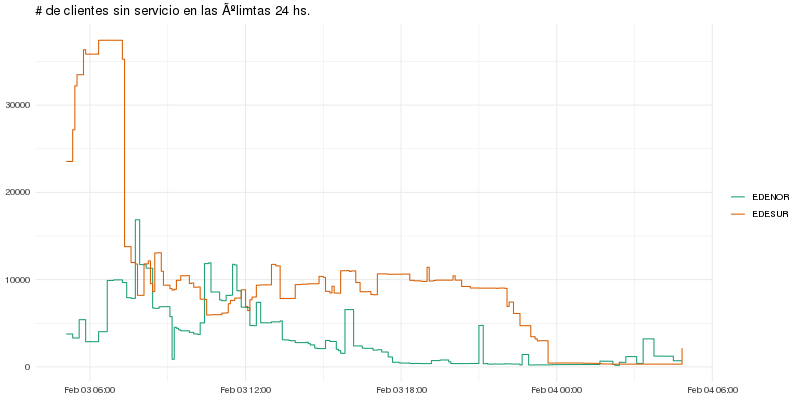 # de clientes sin servicio en las Ãºlimtas 24 hs.
30000
20000
10000
0
Feb 03 06:00
Feb 03 12:00
Feb 03 18:00
Feb 04 00:00
Feb 04 06:00
EDENOR
EDESUR